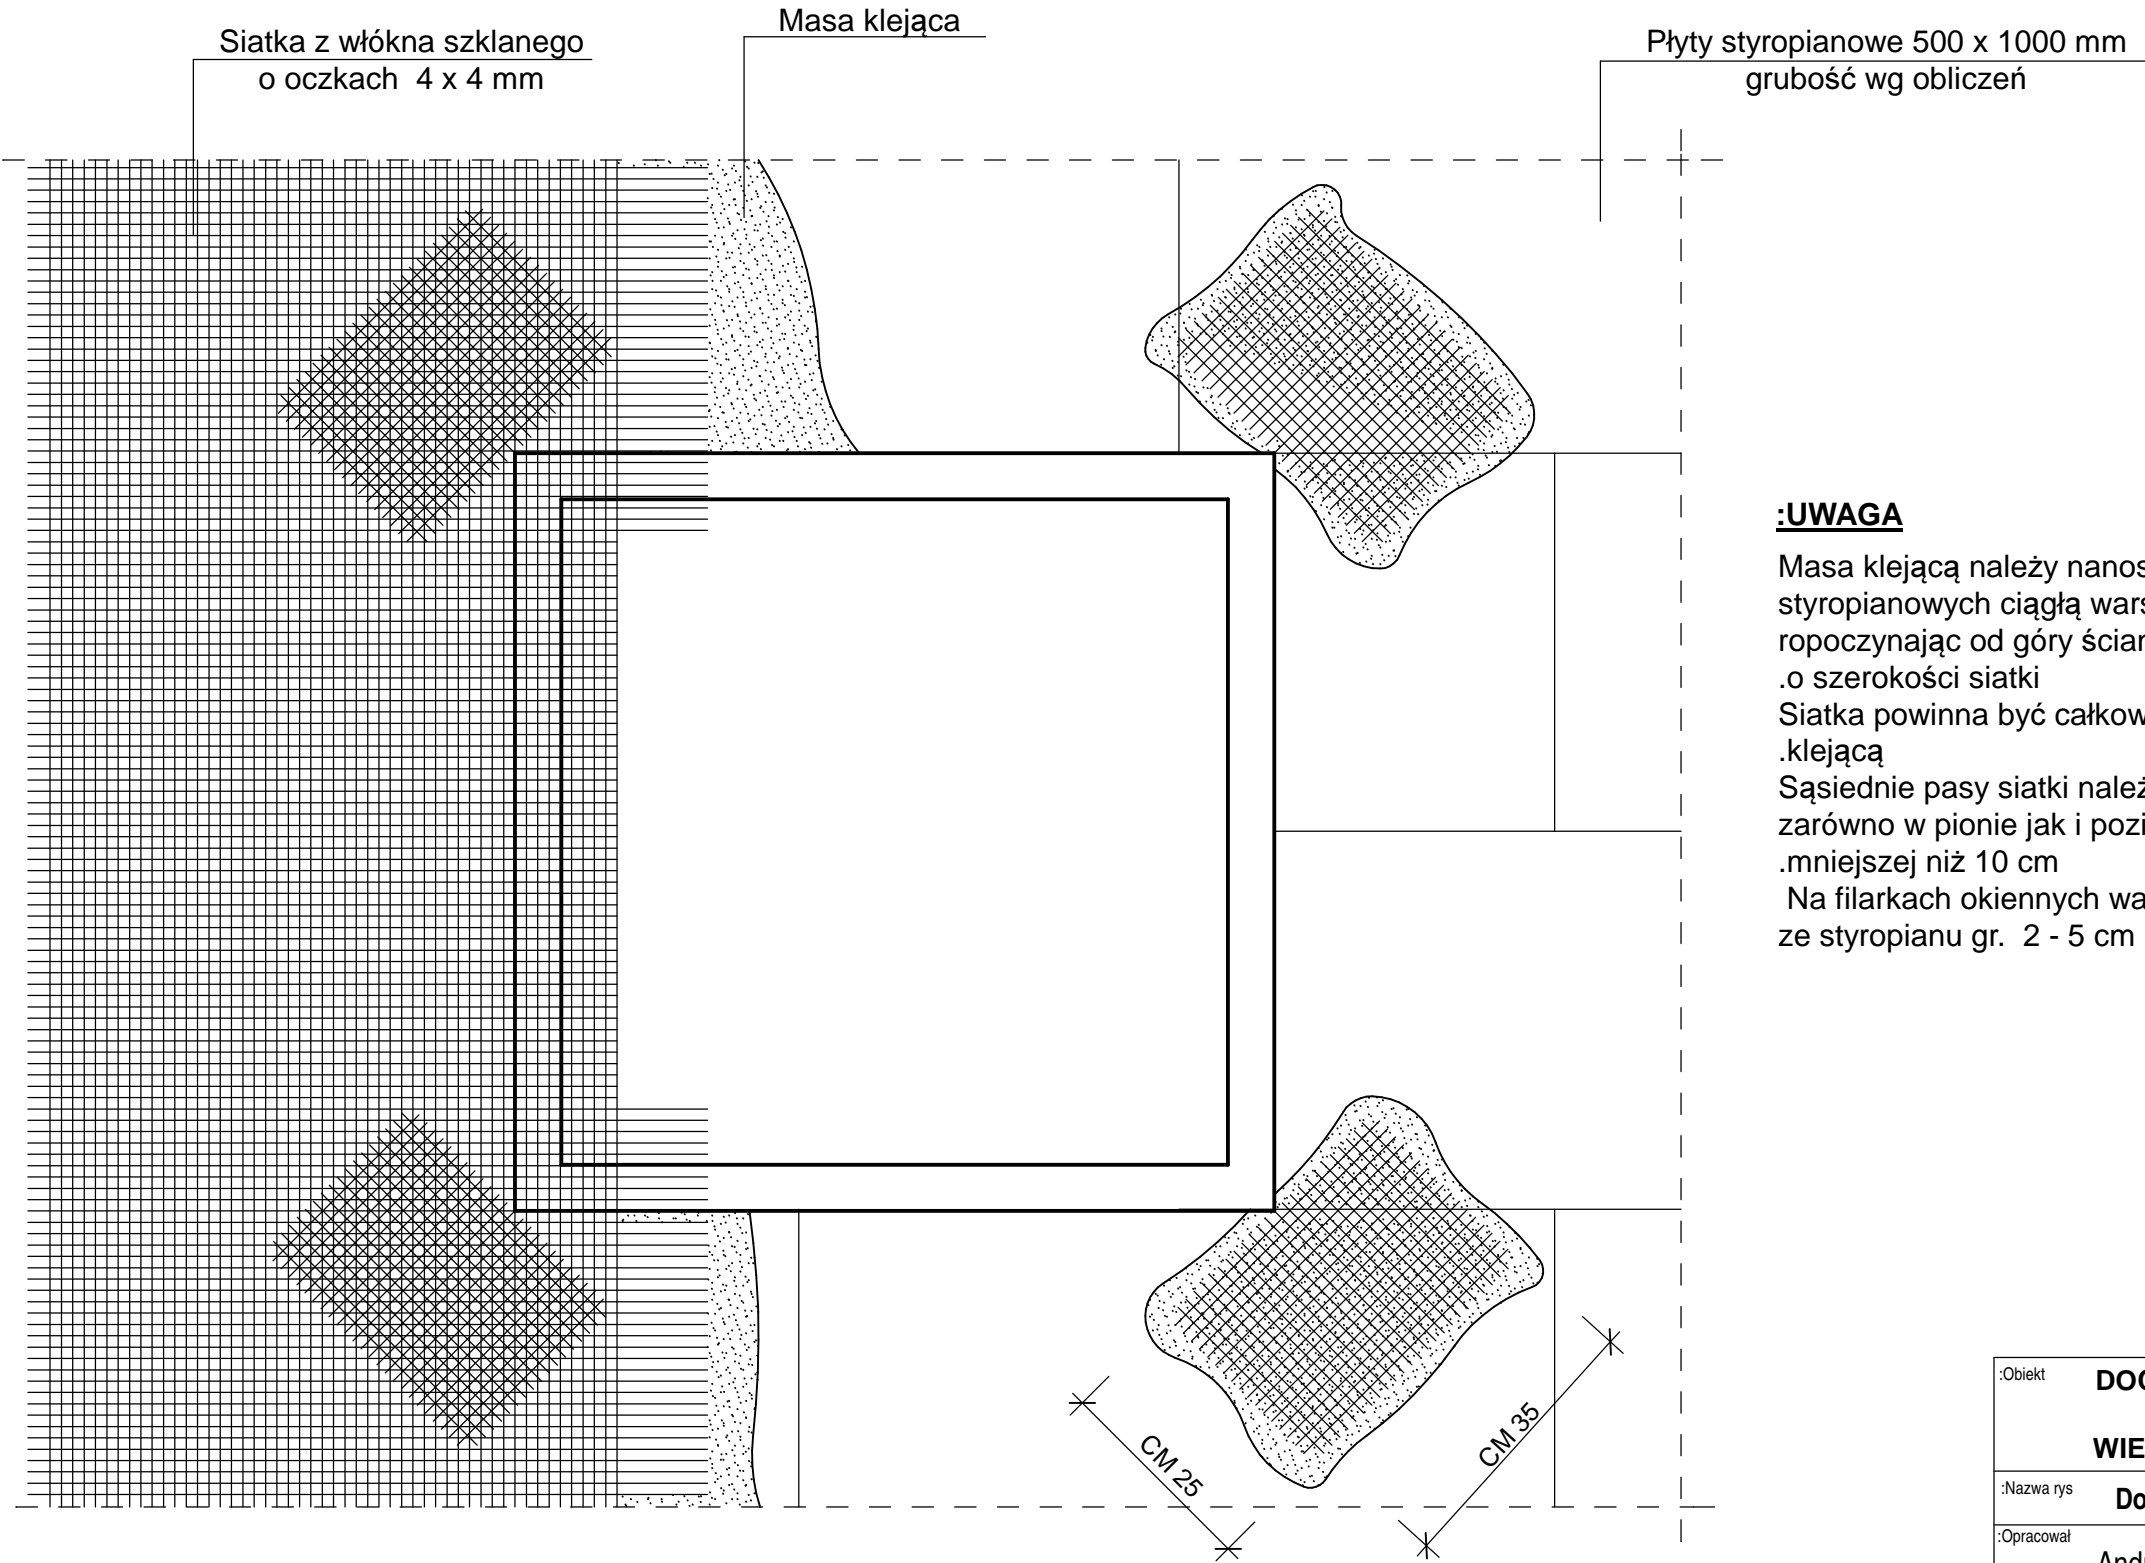 Siatka z włókna szklanego
o oczkach 4 x 4 mm
Masa klejąca
Płyty styropianowe 500 x 1000 mm
grubość wg obliczeń
:UWAGA
Masa klejącą należy nanos
styropianowych ciągłą wars
ropoczynając od góry ścian
.o szerokości siatki
Siatka powinna być całkow
.klejącą
Sąsiednie pasy siatki należ
zarówno w pionie jak i pozi
.mniejszej niż 10 cm
Na filarkach okiennych wa
ze styropianu gr. 2 - 5 cm
CM 25
CM 35
:Obiekt
DOC
WIE
:Nazwa rys
Do
:Opracował